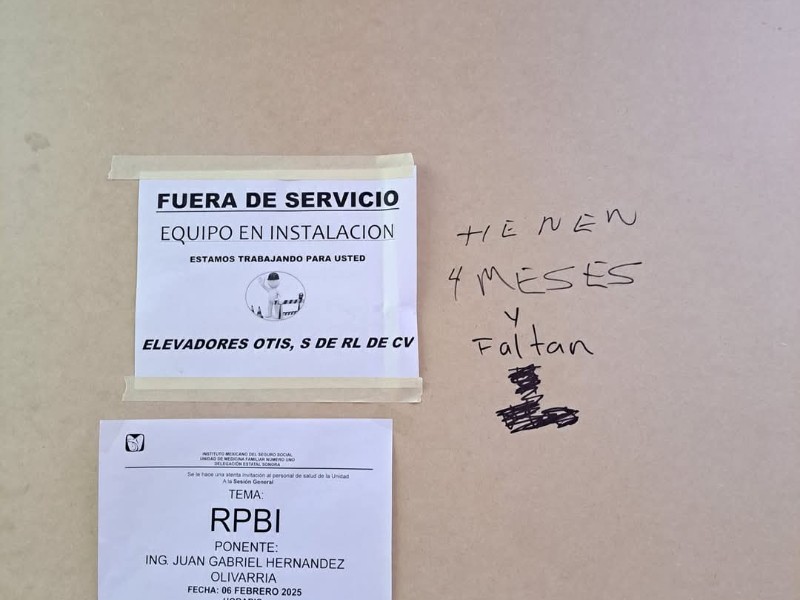 FUERA DE SERVICIO
EQUIPO EN INSTALACION
ESTAMOS TRABAJANDO PARA USTED
ELEVADORES OTIS, S DE RL DE CV
TIENEN
4 MESES
Y
Faltan
INSTITUTO MEXICANO DEL SEGURO SOCIAL
UNIDAD DE MEDICINA FAMILIAR NUMERO UNO
DELEGACIÓN ESTATAL SONORA
Se le hace una atenta invitación al personal de salud de la Unidad
A la Sesión General
TEMA:
RPBI
PONENTE:
ING. JUAN GABRIEL HERNANDEZ
OLIVARRIA
FECHA: 06 FEBRERO 2025